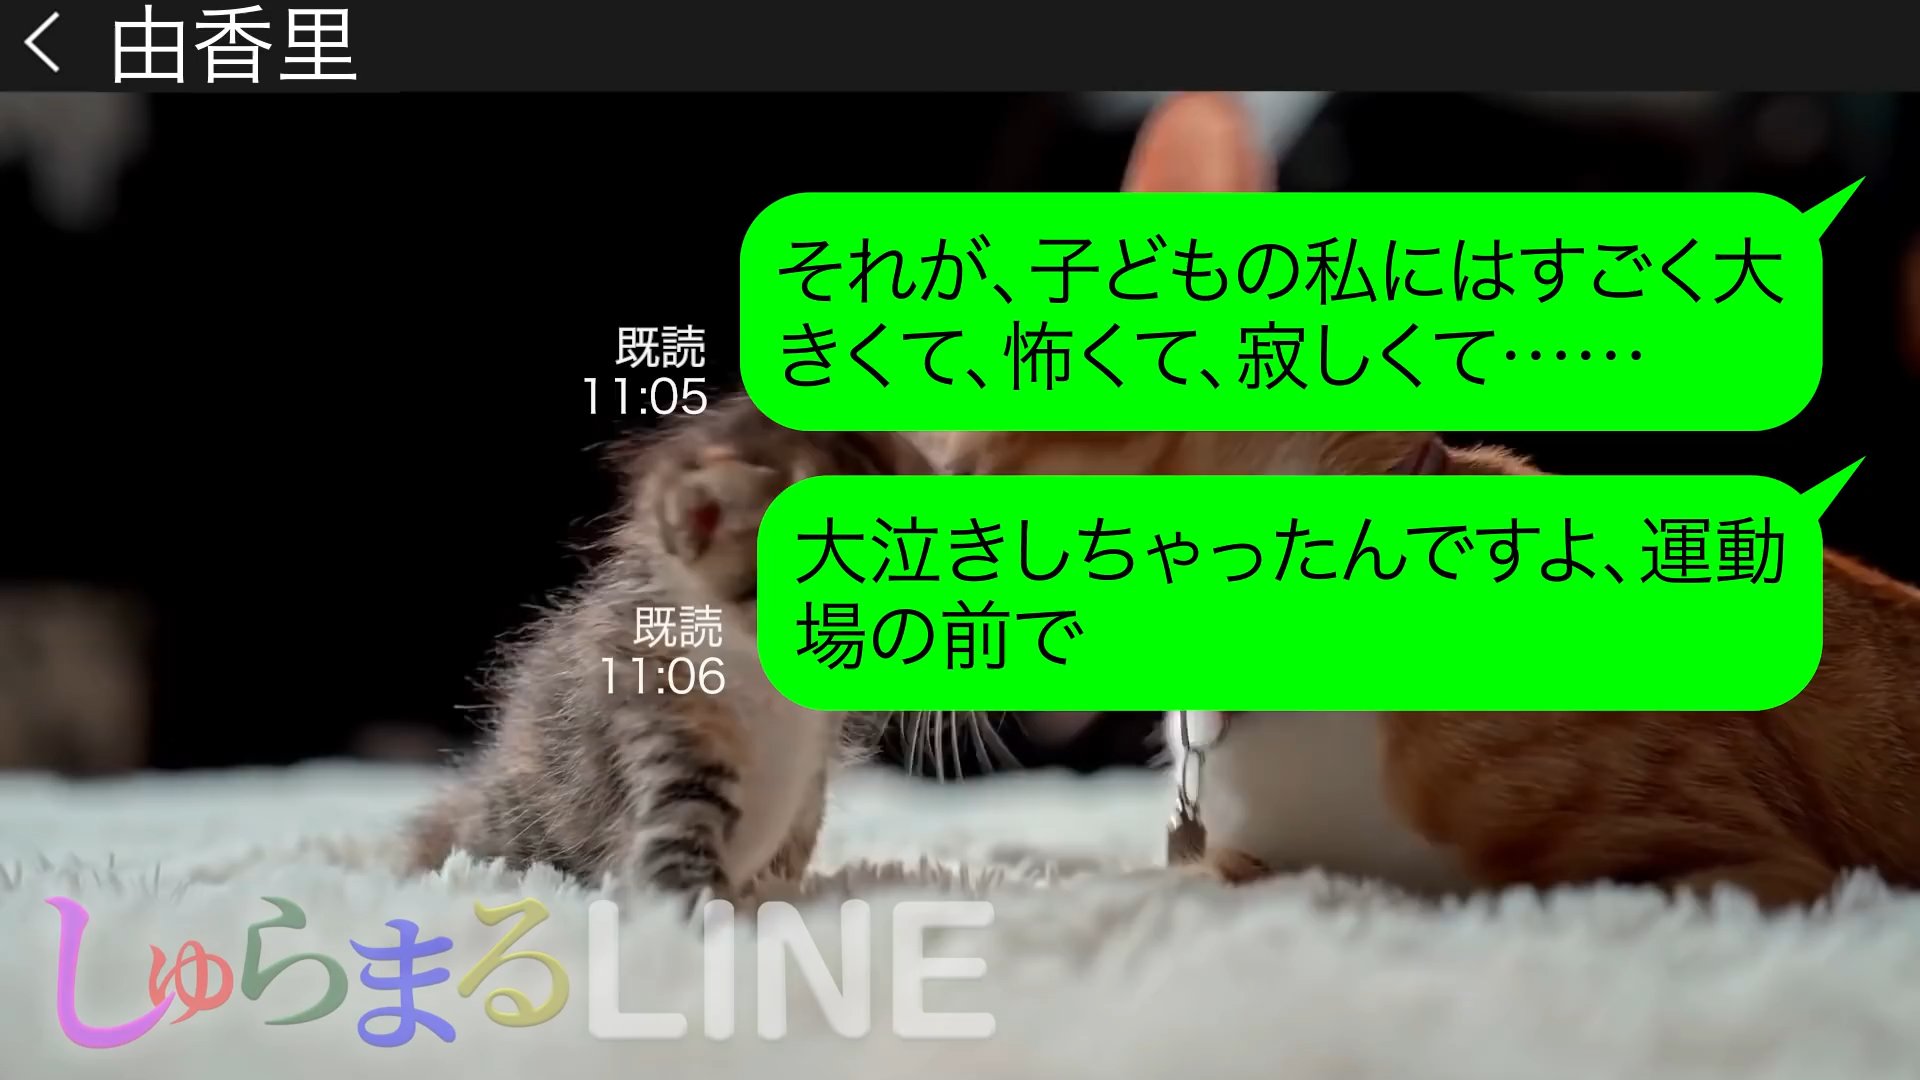 由香里
それが、子どもの私にはすごく大
きくて、怖くて、寂しくて……
既読
11:05
大泣きしちゃったんですよ、運動
場の前で
既読
11:06
しゅらまるLINE